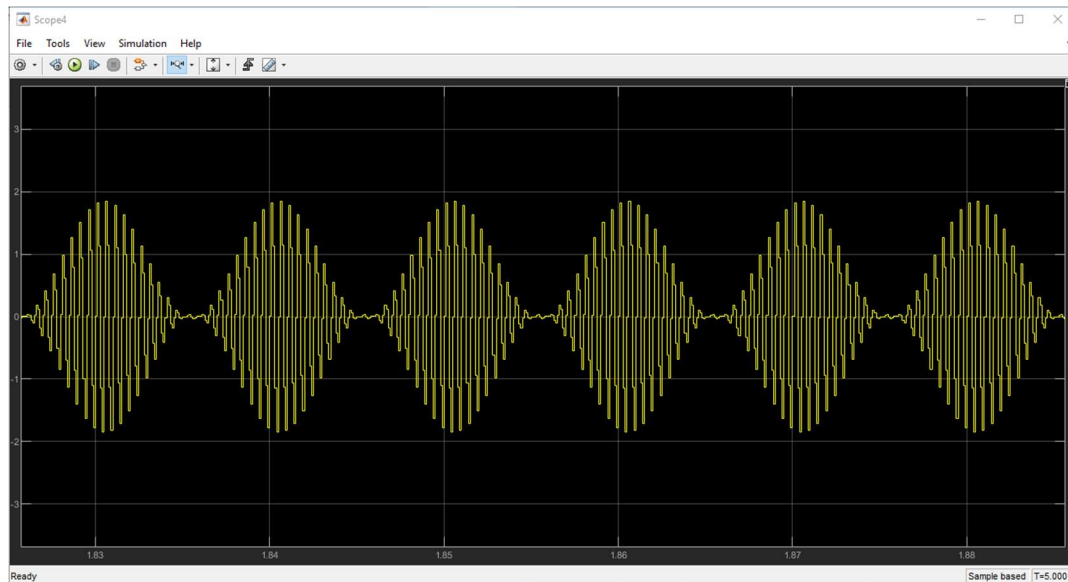 Scope4
File Tools View Simulation Help
3
2
1
0
-1
-2
-3
1.83 1.84 1.85 1.86 1.87 1.88
Ready Sample based T=5.000